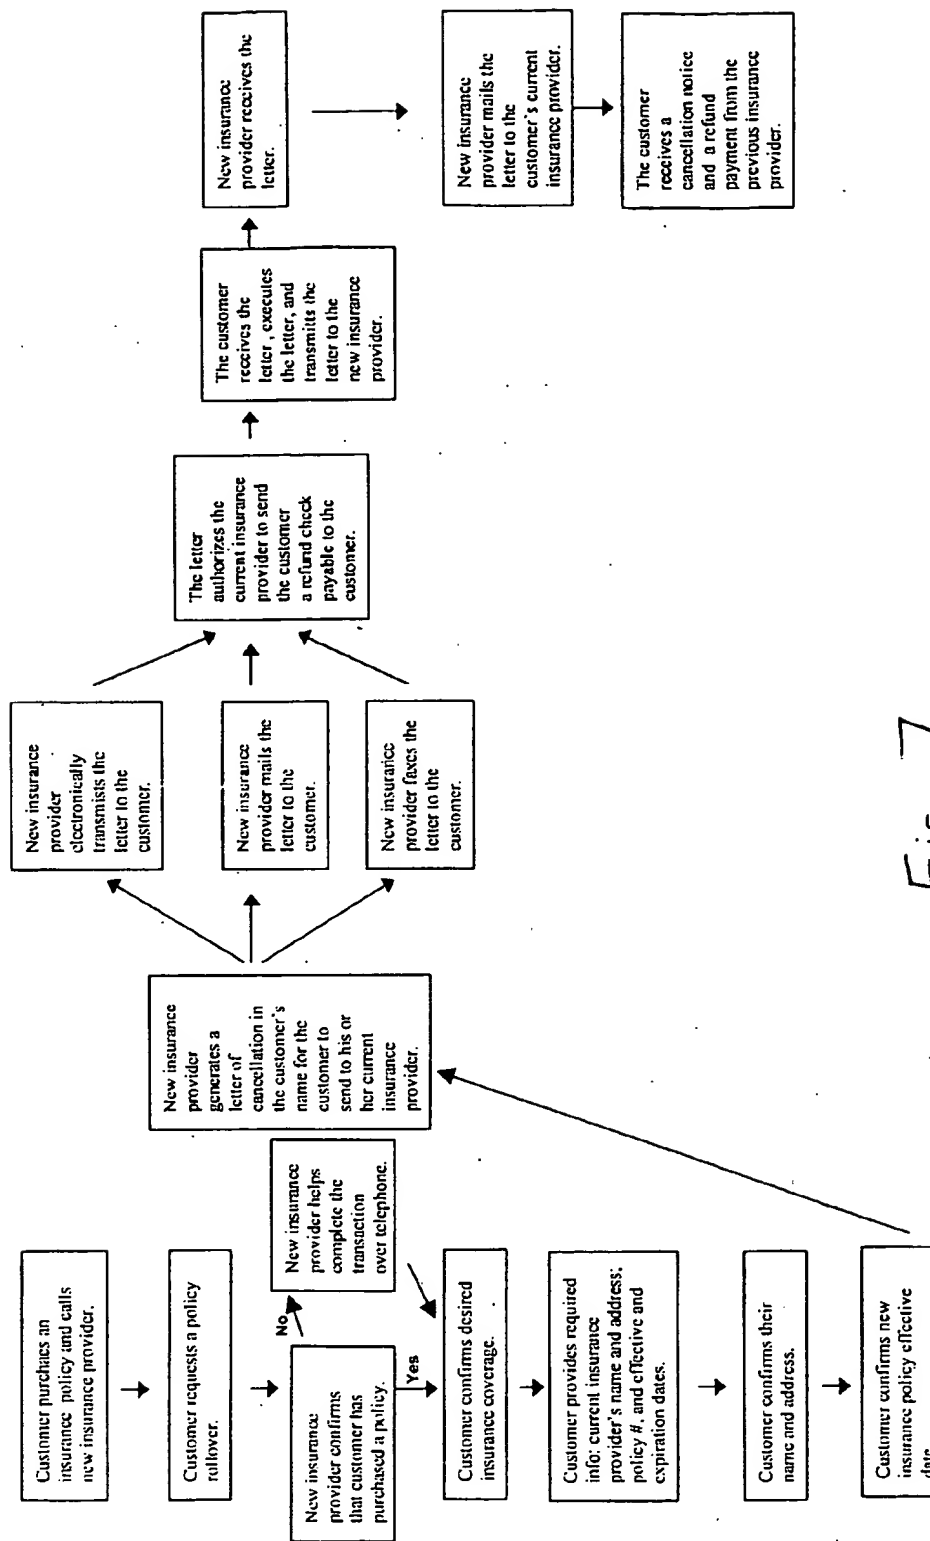 Customer purchaes an
insurance policy and calls
new insurance provider.
Customer requests a policy
rollover.
New insurance
provider confirms
that customer has
purchased a policy.
No
Yes
New insurance
provider helps
complete the
transaction
over telephone.
Customer confirms desired
insurance coverage.
Customer provides required
info: current insurance
provider's name and address;
policy #, and effective and
expiration dates.
Customer confirms their
name and address.
Customer confirms new
insurance policy effective
date
New insurance
provider
generates a
letter of
cancellation in
the customer's
name for the
customer to
send to his or
her current
insurance
provider.
New insurance
provider
electronically
transmists the
letter to the
customer.
New insurance
provider mails the
letter to the
customer.
New insurance
provider faxes the
letter to the
customer.
The letter
authorizes the
current insurance
provider to send
the customer
a refund check
payable to the
customer.
The customer
receives the
letter , executes
the letter, and
transmitts the
letter to the
new insurance
provider.
New insurance
provider receives the
letter.
New insurance
provider mails the
letter to the
customer's current
insurance provider.
The customer
receives a
cancellation notice
and a refund
payment from the
previous insurance
provider.
Fig 7